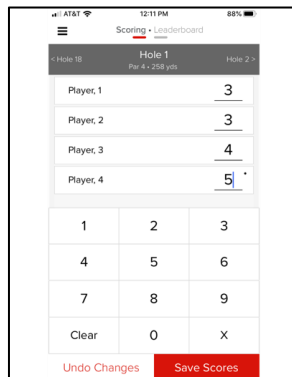 AT&T 12:11 PM 88%
Scoring • Leaderboard
< Hole 18 Hole 1 Hole 2 >
Par 4 • 258 yds
Player, 1 3
Player, 2 3
Player, 3 4
Player, 4 5
1 2 3
4 5 6
7 8 9
Clear 0 X
Undo Changes Save Scores